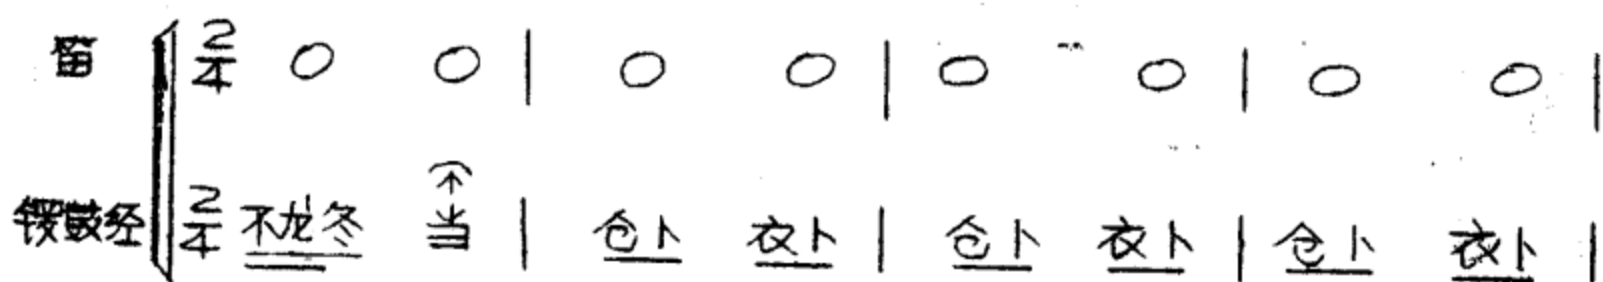 笛 2/4 0 0 | 0 0 | 0 0 | 0 0 |
锣鼓经 2/4 不龙冬 当 | 仓卜 衣卜 | 仓卜 衣卜 | 仓卜 衣卜 |